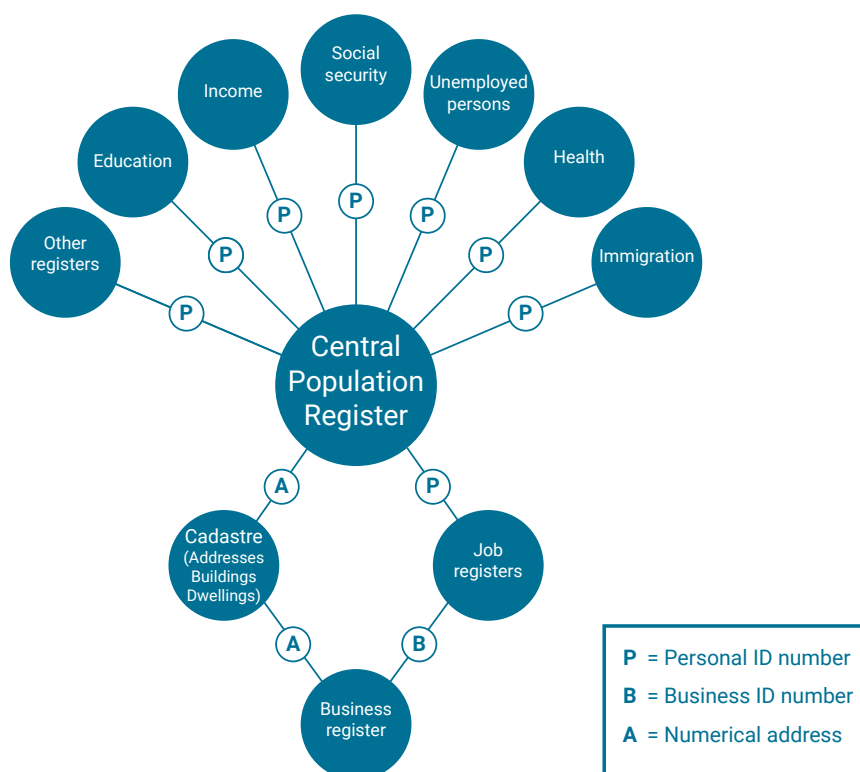 Social
security
Income
Unemployed
persons
Education
Health
Other
registers
Immigration
P
P
P
P
P
P
P
Central
Population
Register
A
P
Cadastre
(Addresses
Buildings
Dwellings)
Job
registers
A
B
Business
register
P = Personal ID number
B = Business ID number
A = Numerical address